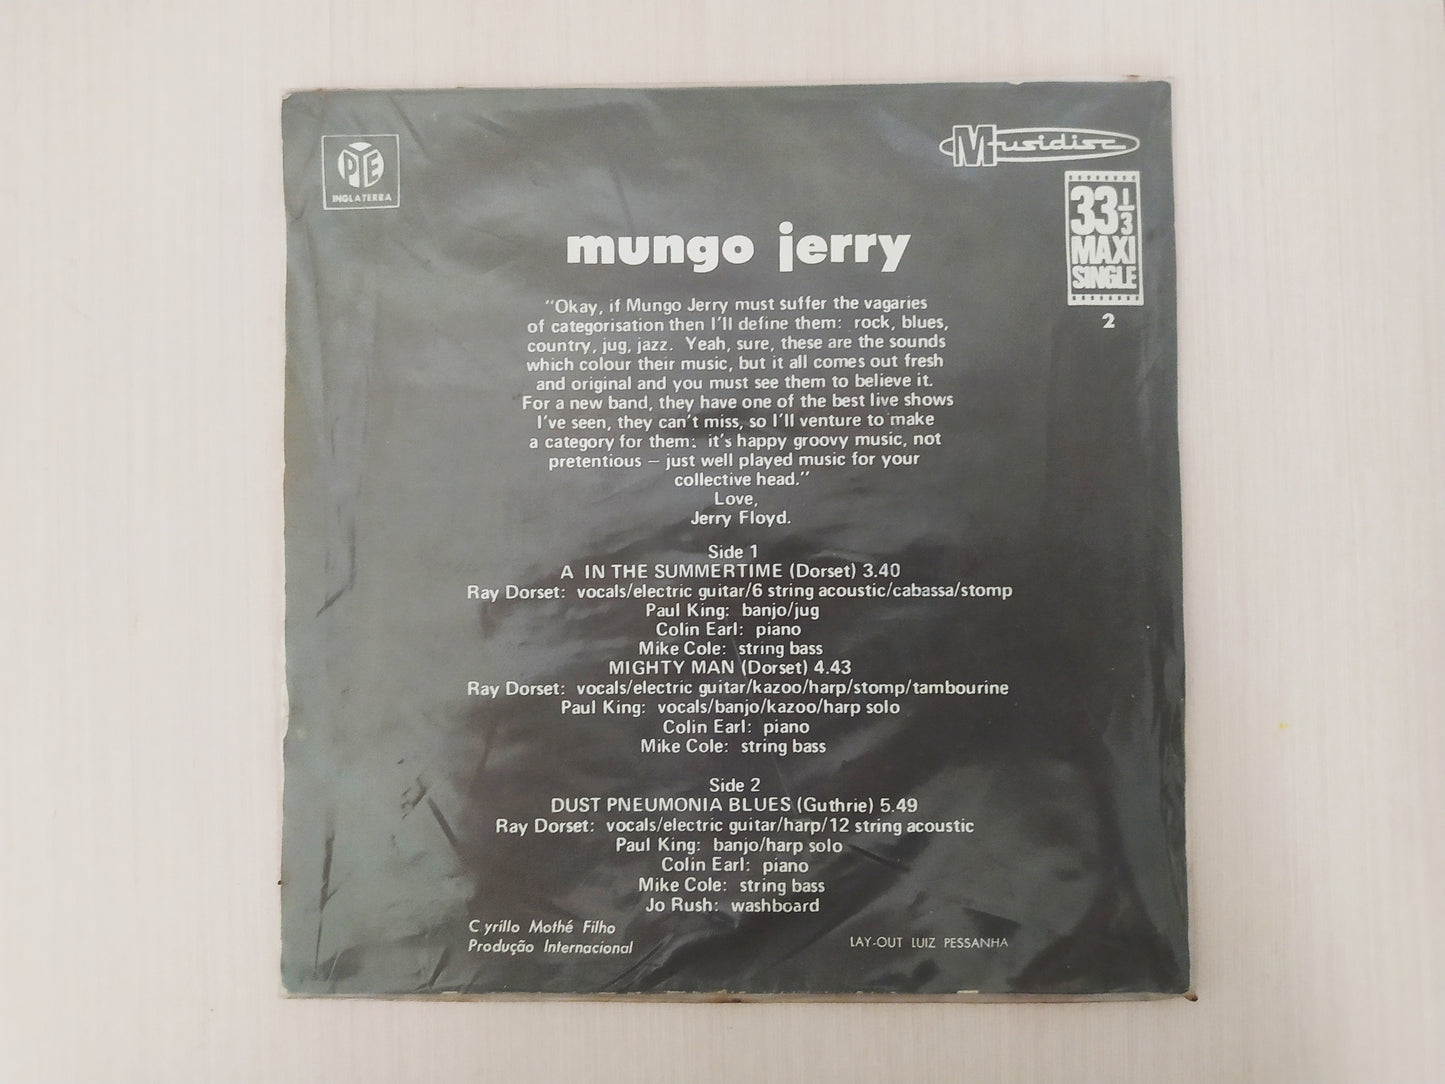 PYE
INGLATERRA
Musidisc
33 1/3
MAXI
SINGLE
2
mungo jerry
"Okay, if Mungo Jerry must suffer the vagaries
of categorisation then I'll define them: rock, blues,
country, jug, jazz. Yeah, sure, these are the sounds
which colour their music, but it all comes out fresh
and original and you must see them to believe it.
For a new band, they have one of the best live shows
I've seen, they can't miss, so I'll venture to make
a category for them: it's happy groovy music, not
pretentious – just well played music for your
collective head."
Love,
Jerry Floyd.
Side 1
A IN THE SUMMERTIME (Dorset) 3.40
Ray Dorset: vocals/electric guitar/6 string acoustic/cabassa/stomp
Paul King: banjo/jug
Colin Earl: piano
Mike Cole: string bass
MIGHTY MAN (Dorset) 4.43
Ray Dorset: vocals/electric guitar/kazoo/harp/stomp/tambourine
Paul King: vocals/banjo/kazoo/harp solo
Colin Earl: piano
Mike Cole: string bass
Side 2
DUST PNEUMONIA BLUES (Guthrie) 5.49
Ray Dorset: vocals/electric guitar/harp/12 string acoustic
Paul King: banjo/harp solo
Colin Earl: piano
Mike Cole: string bass
Jo Rush: washboard
C yrillo Mothé Filho
Produção Internacional
LAY-OUT LUIZ PESSANHA